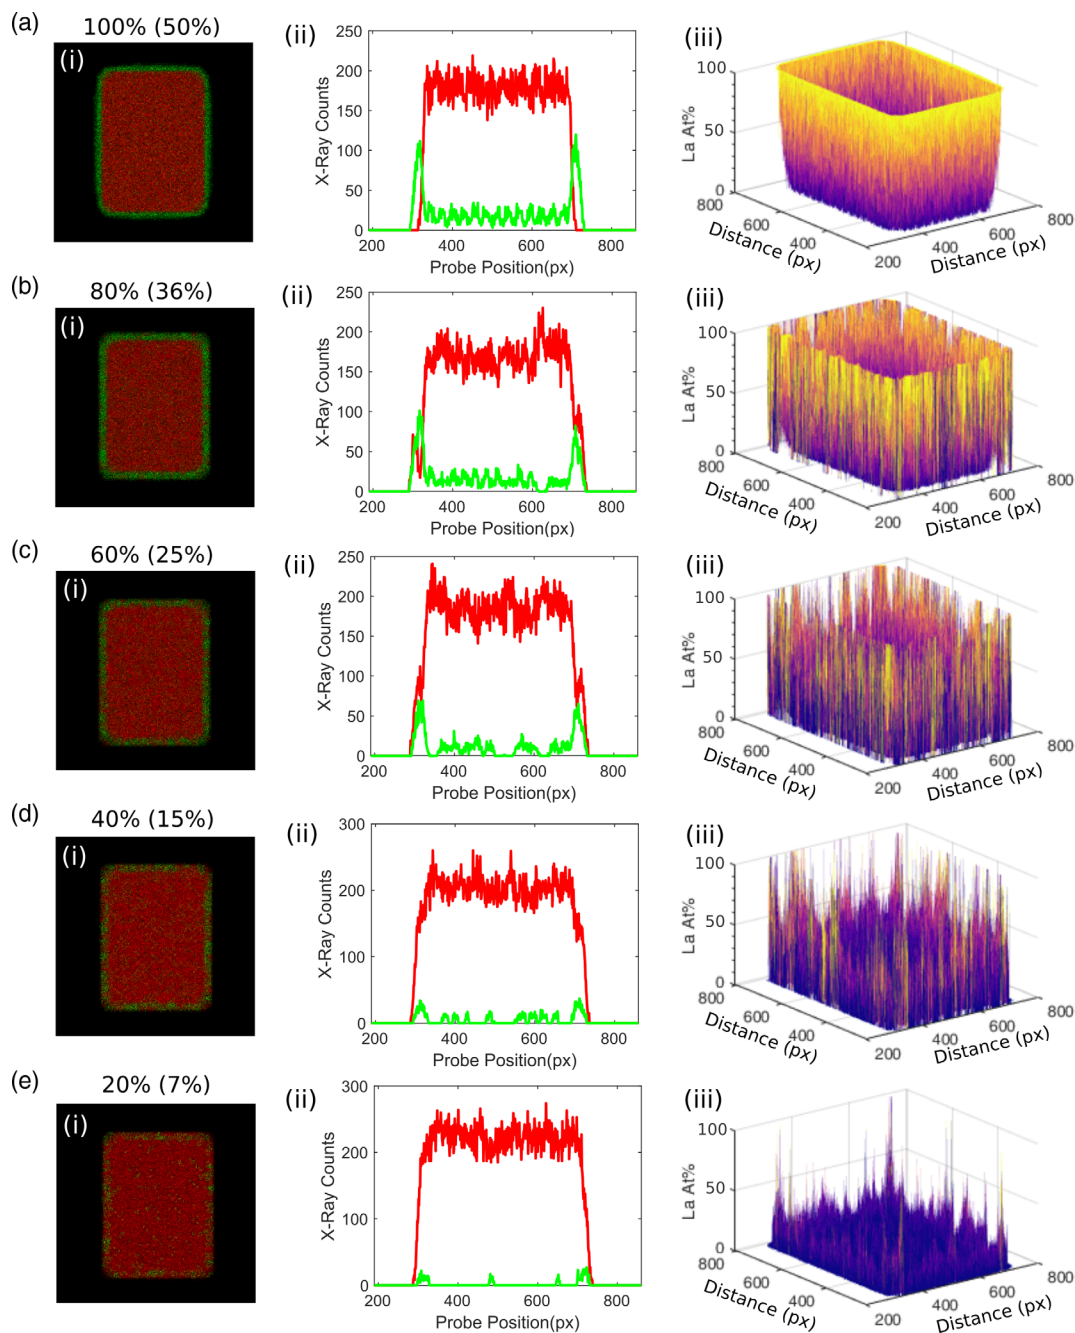 (a)
100% (50%)
(i)
(ii)
250
200
150
100
50
0
200
400
600
800
X-Ray Counts
Probe Position(px)
(iii)
100
50
0
La At%
800
600
400
Distance (px)
200
400
600
800
Distance (px)
(b)
80% (36%)
(i)
(ii)
250
200
150
100
50
0
200
400
600
800
X-Ray Counts
Probe Position(px)
(iii)
100
50
0
La At%
800
600
400
Distance (px)
200
400
600
800
Distance (px)
(c)
60% (25%)
(i)
(ii)
250
200
150
100
50
0
200
400
600
800
X-Ray Counts
Probe Position(px)
(iii)
100
50
0
La At%
800
600
400
Distance (px)
200
400
600
800
Distance (px)
(d)
40% (15%)
(i)
(ii)
300
200
100
0
200
400
600
800
X-Ray Counts
Probe Position(px)
(iii)
100
50
0
La At%
800
600
400
Distance (px)
200
400
600
800
Distance (px)
(e)
20% (7%)
(i)
(ii)
300
200
100
0
200
400
600
800
X-Ray Counts
Probe Position(px)
(iii)
100
50
0
La At%
800
600
400
Distance (px)
200
400
600
800
Distance (px)